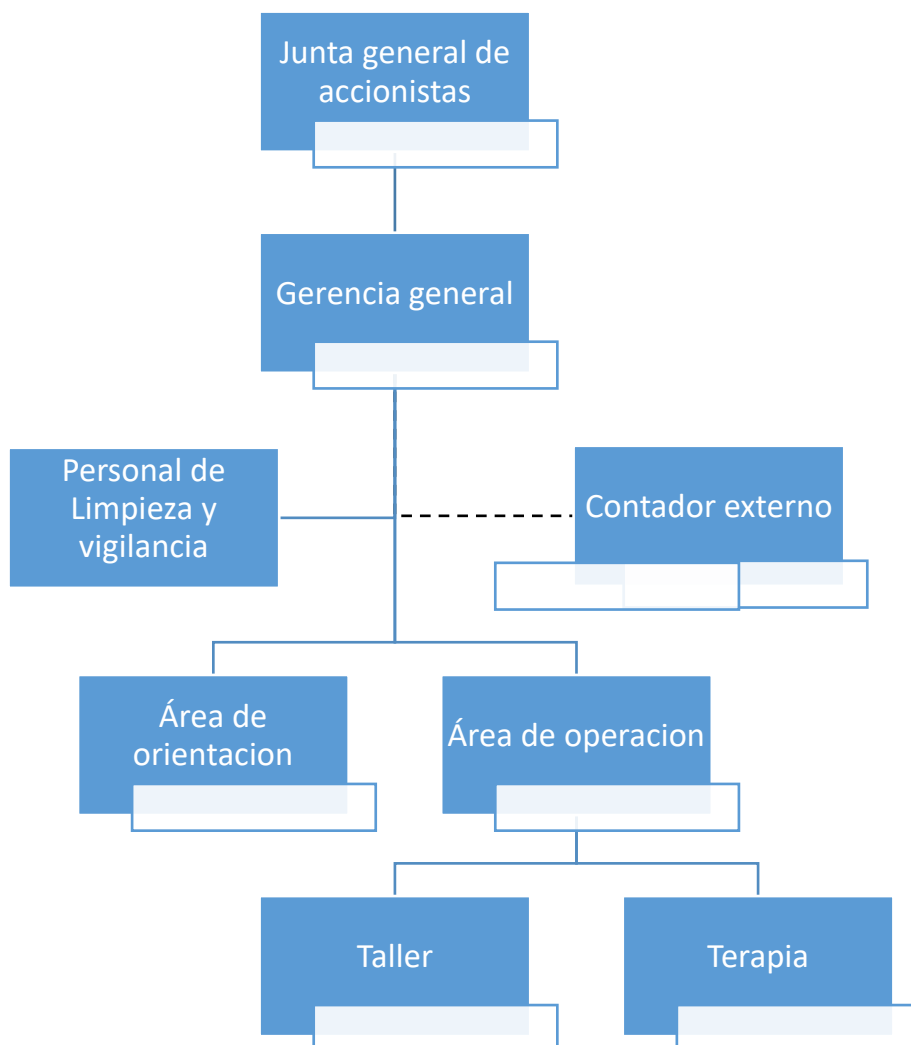 Junta general de
accionistas
Gerencia general
Personal de
Limpieza y
vigilancia
Contador externo
Área de
orientacion
Área de operacion
Taller
Terapia